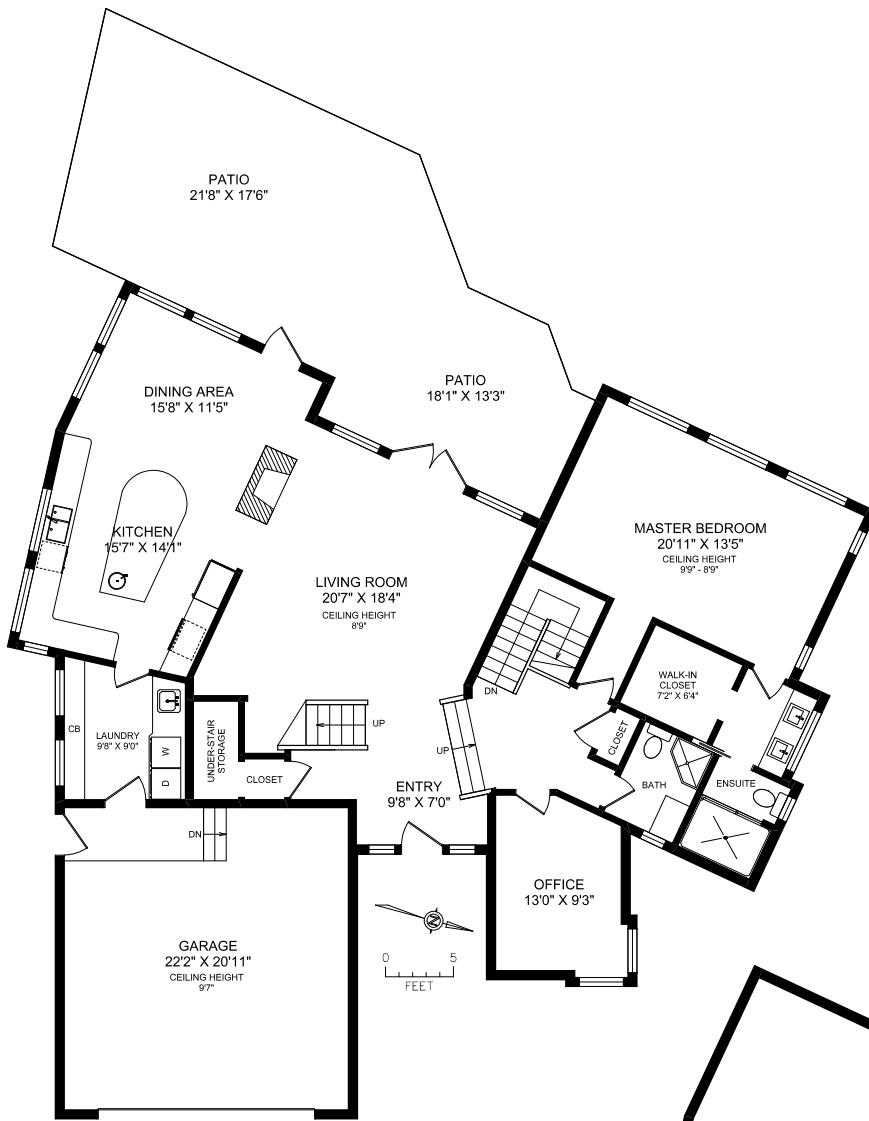 PATIO
21'8" X 17'6"
PATIO
18'1" X 13'3"
DINING AREA
15'8" X 11'5"
KITCHEN
15'7" X 14'1"
MASTER BEDROOM
20'11" X 13'5"
CEILING HEIGHT
9'9" - 8'9"
LIVING ROOM
20'7" X 18'4"
CEILING HEIGHT
8'9"
WALK-IN
CLOSET
7'2" X 6'4"
DN
UP
UP
CB
LAUNDRY
9'8" X 9'0"
W
D
UNDER-STAIR
STORAGE
CLOSET
CLOSET
ENTRY
9'8" X 7'0"
BATH
ENSUITE
DN
OFFICE
13'0" X 9'3"
N
0 5
FEET
GARAGE
22'2" X 20'11"
CEILING HEIGHT
9'7"